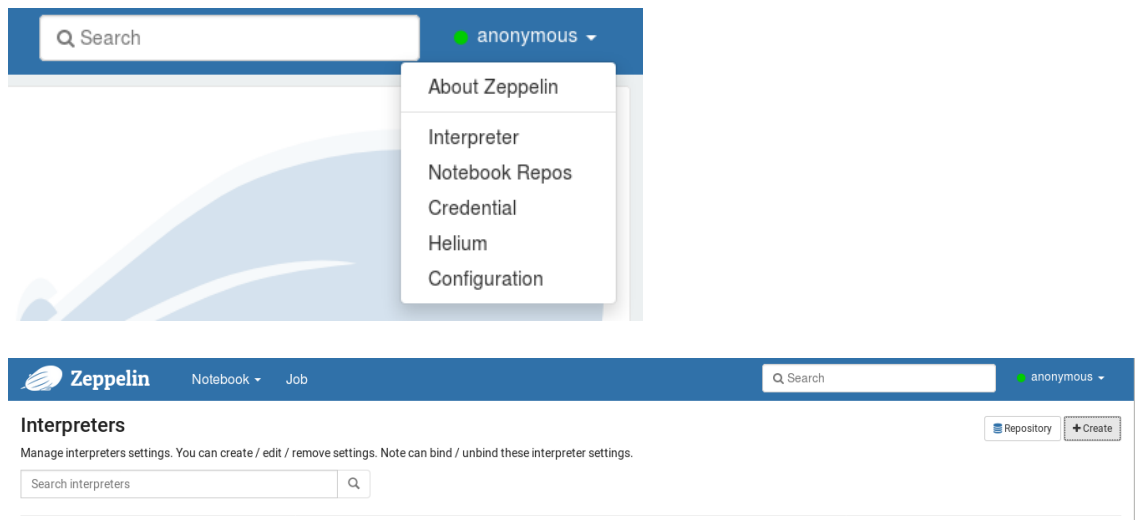 Search
anonymous
About Zeppelin
Interpreter
Notebook Repos
Credential
Helium
Configuration
Zeppelin Notebook Job Search anonymous
Interpreters
Repository Create
Manage interpreters settings. You can create / edit / remove settings. Note can bind / unbind these interpreter settings.
Search interpreters